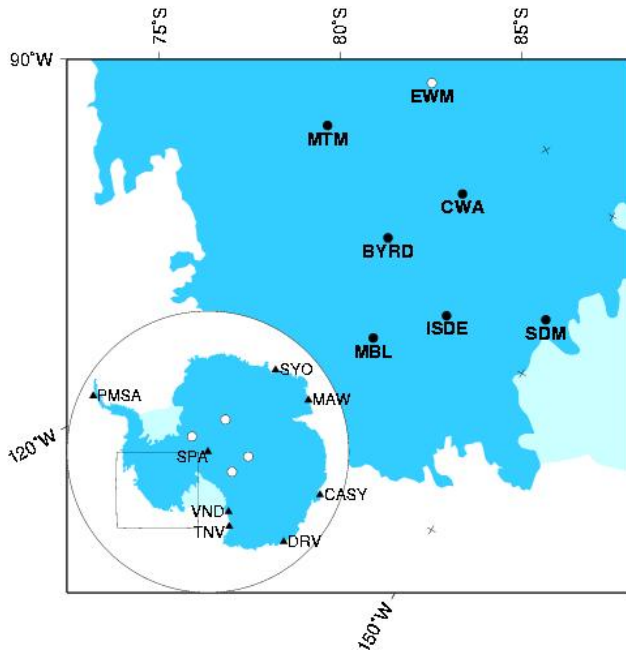 75°S
80°S
85°S
90°W
EWM
MTM
CWA
BYRD
ISDE
SDM
MBL
SYO
PMSA
MAW
120°W
SPA
CASY
VND
TNV
DRV
150°W